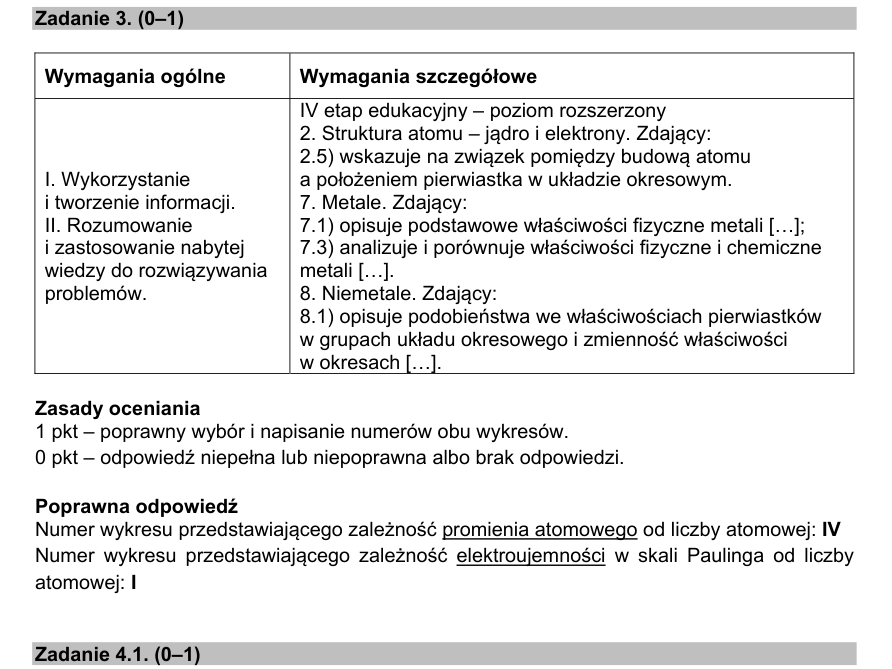 Zadanie 3. (0–1)
Wymagania ogólne
Wymagania szczegółowe
I. Wykorzystanie
i tworzenie informacji.
II. Rozumowanie
i zastosowanie nabytej
wiedzy do rozwiązywania
problemów.
IV etap edukacyjny – poziom rozszerzony
2. Struktura atomu – jądro i elektrony. Zdający:
2.5) wskazuje na związek pomiędzy budową atomu
a położeniem pierwiastka w układzie okresowym.
7. Metale. Zdający:
7.1) opisuje podstawowe właściwości fizyczne metali […];
7.3) analizuje i porównuje właściwości fizyczne i chemiczne
metali […].
8. Niemetale. Zdający:
8.1) opisuje podobieństwa we właściwościach pierwiastków
w grupach układu okresowego i zmienność właściwości
w okresach […].
Zasady oceniania
1 pkt – poprawny wybór i napisanie numerów obu wykresów.
0 pkt – odpowiedź niepełna lub niepoprawna albo brak odpowiedzi.
Poprawna odpowiedź
Numer wykresu przedstawiającego zależność promienia atomowego od liczby atomowej: IV
Numer wykresu przedstawiającego zależność elektroujemności w skali Paulinga od liczby
atomowej: I
Zadanie 4.1. (0–1)